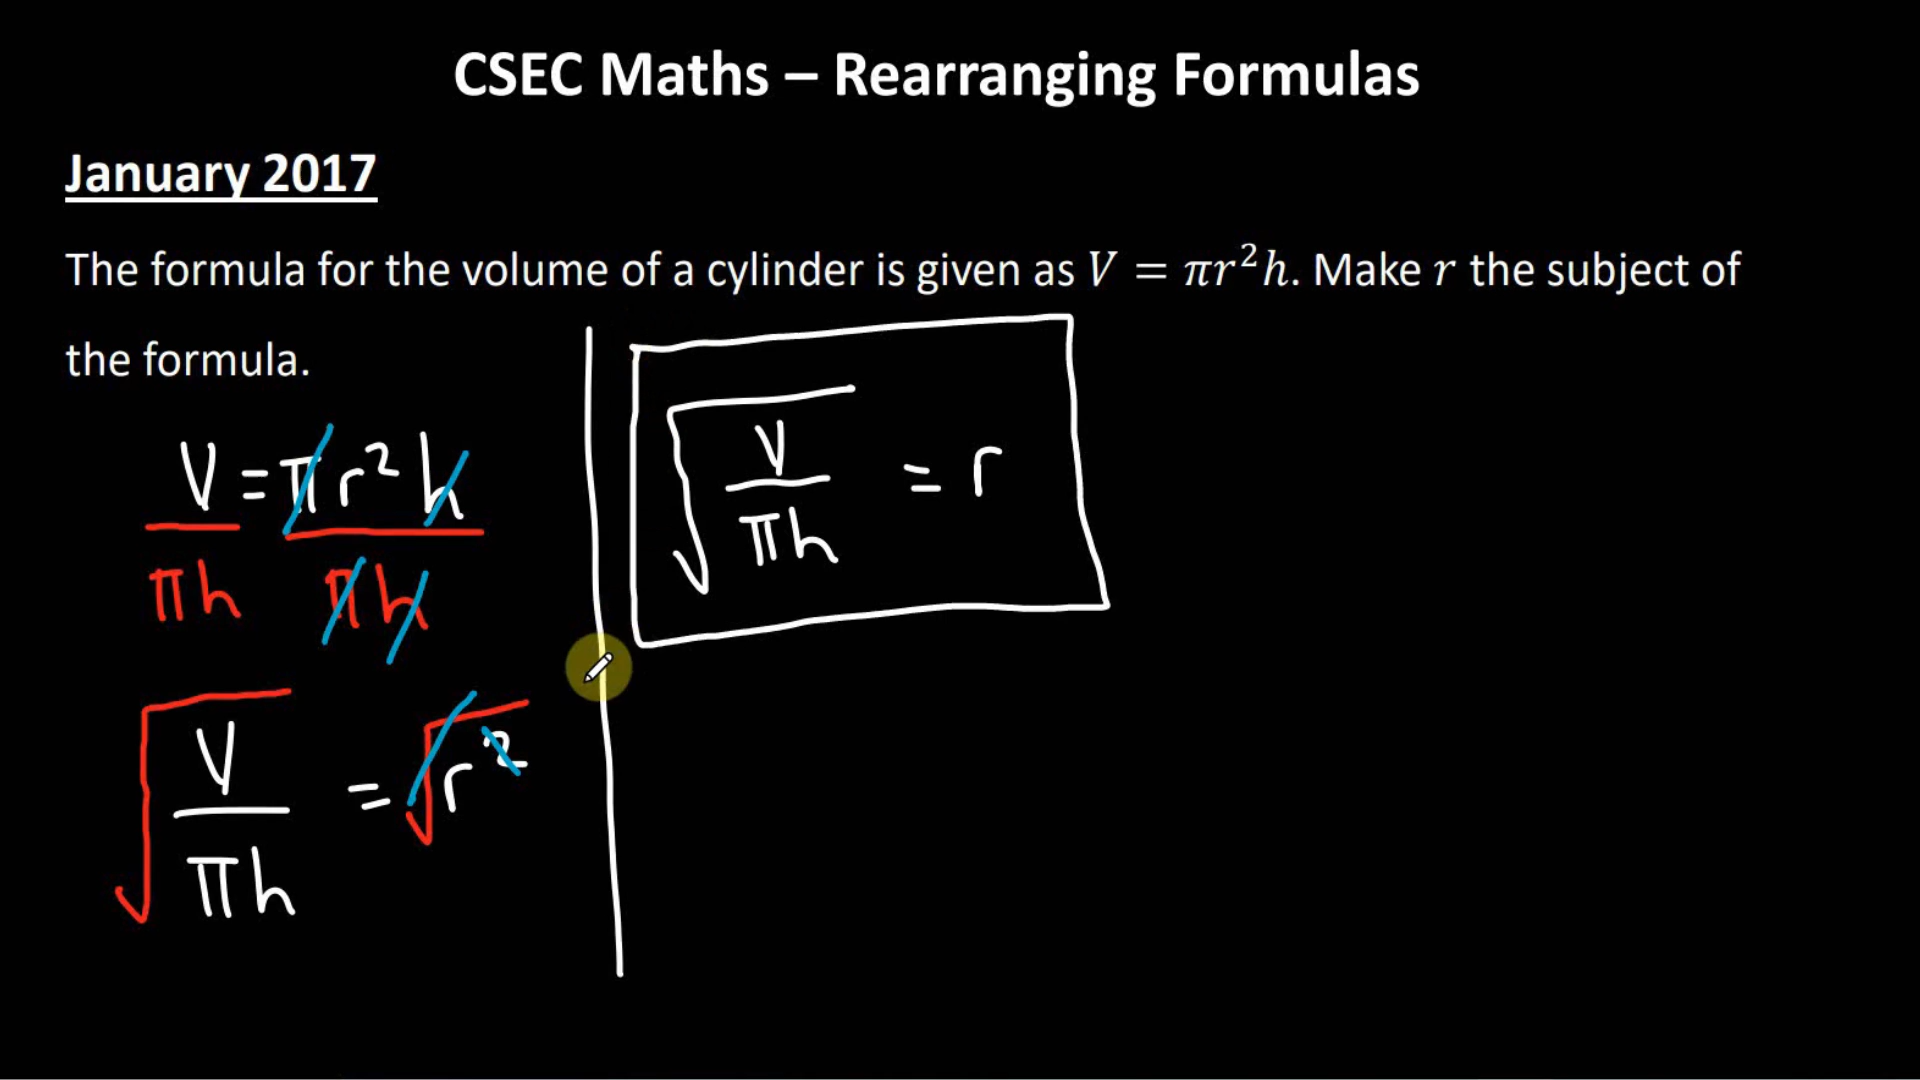 CSEC Maths – Rearranging Formulas
January 2017
The formula for the volume of a cylinder is given as V = πr²h. Make r the subject of
the formula.
V = πr²h
πh πh
√(V/πh) = √r²
√(V/πh) = r